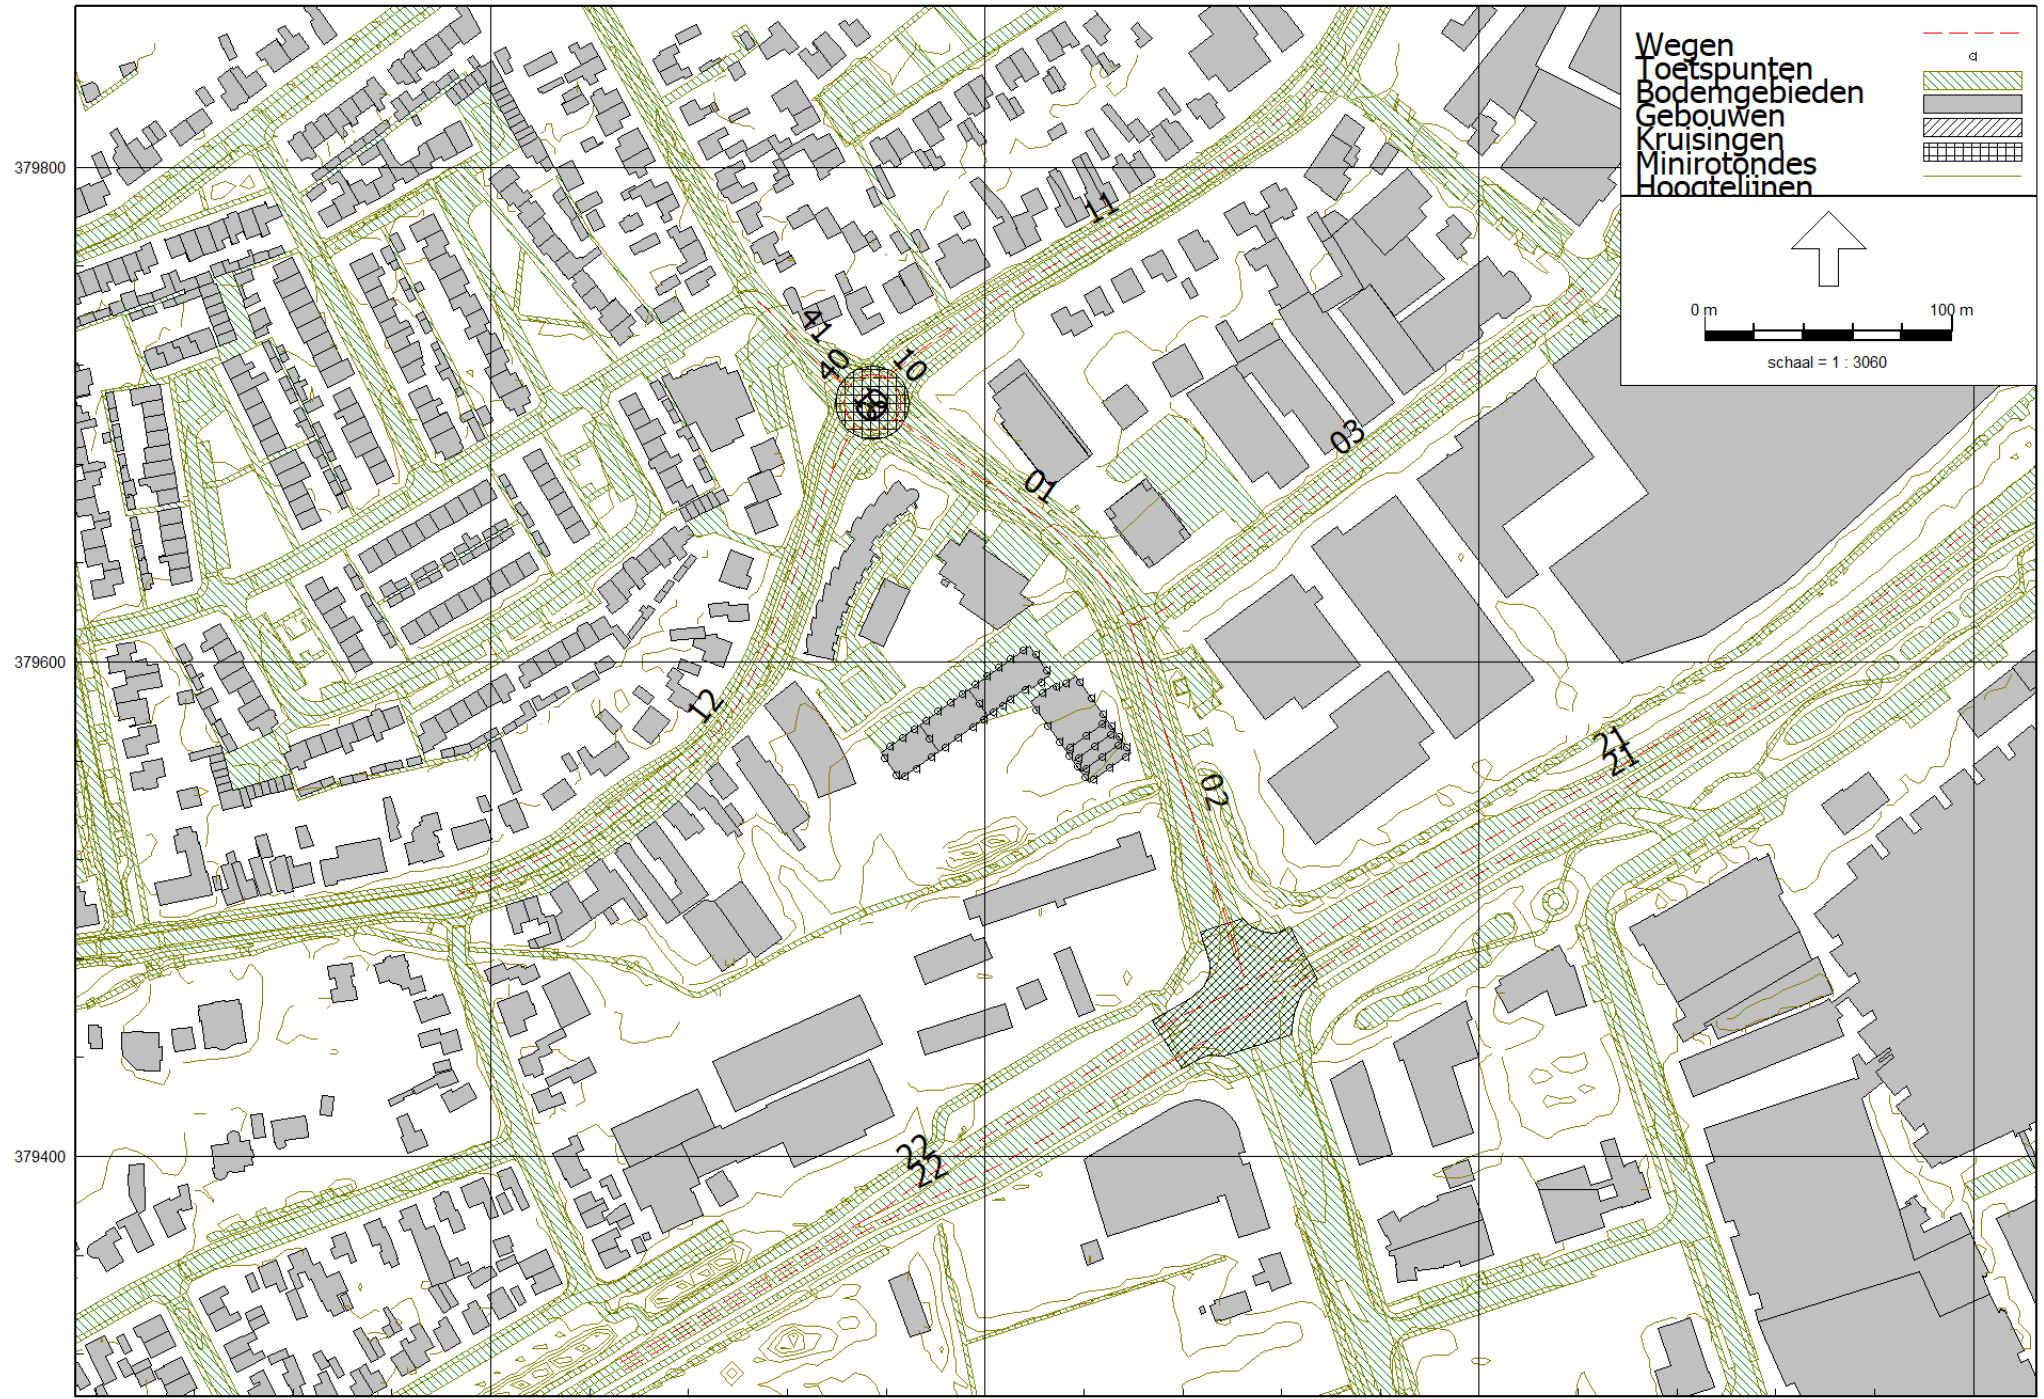 Wegen
Toetspunten
Bodemgebieden
Gebouwen
Kruisingen
Minirotondes
Hoogtelijnen
0 m 100 m
schaal = 1 : 3060
379800
11
41
40
10
03
01
379600
12
21
21
02
379400
22
22